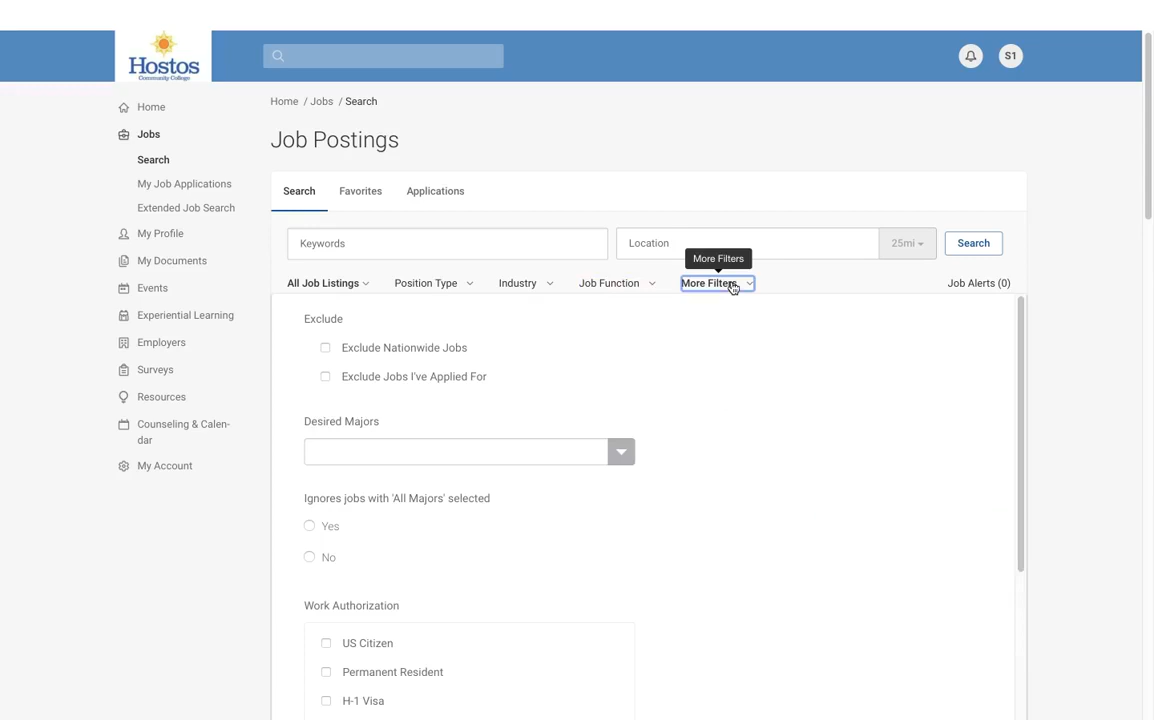 Hostos
Community College
S1
Home
Jobs
Search
My Job Applications
Extended Job Search
My Profile
My Documents
Events
Experiential Learning
Employers
Surveys
Resources
Counseling & Calen-
dar
My Account
Home / Jobs / Search
Job Postings
Search Favorites Applications
Keywords Location 25mi Search
More Filters
All Job Listings Position Type Industry Job Function More Filters Job Alerts (0)
Exclude
Exclude Nationwide Jobs
Exclude Jobs I've Applied For
Desired Majors
Ignores jobs with 'All Majors' selected
Yes
No
Work Authorization
US Citizen
Permanent Resident
H-1 Visa